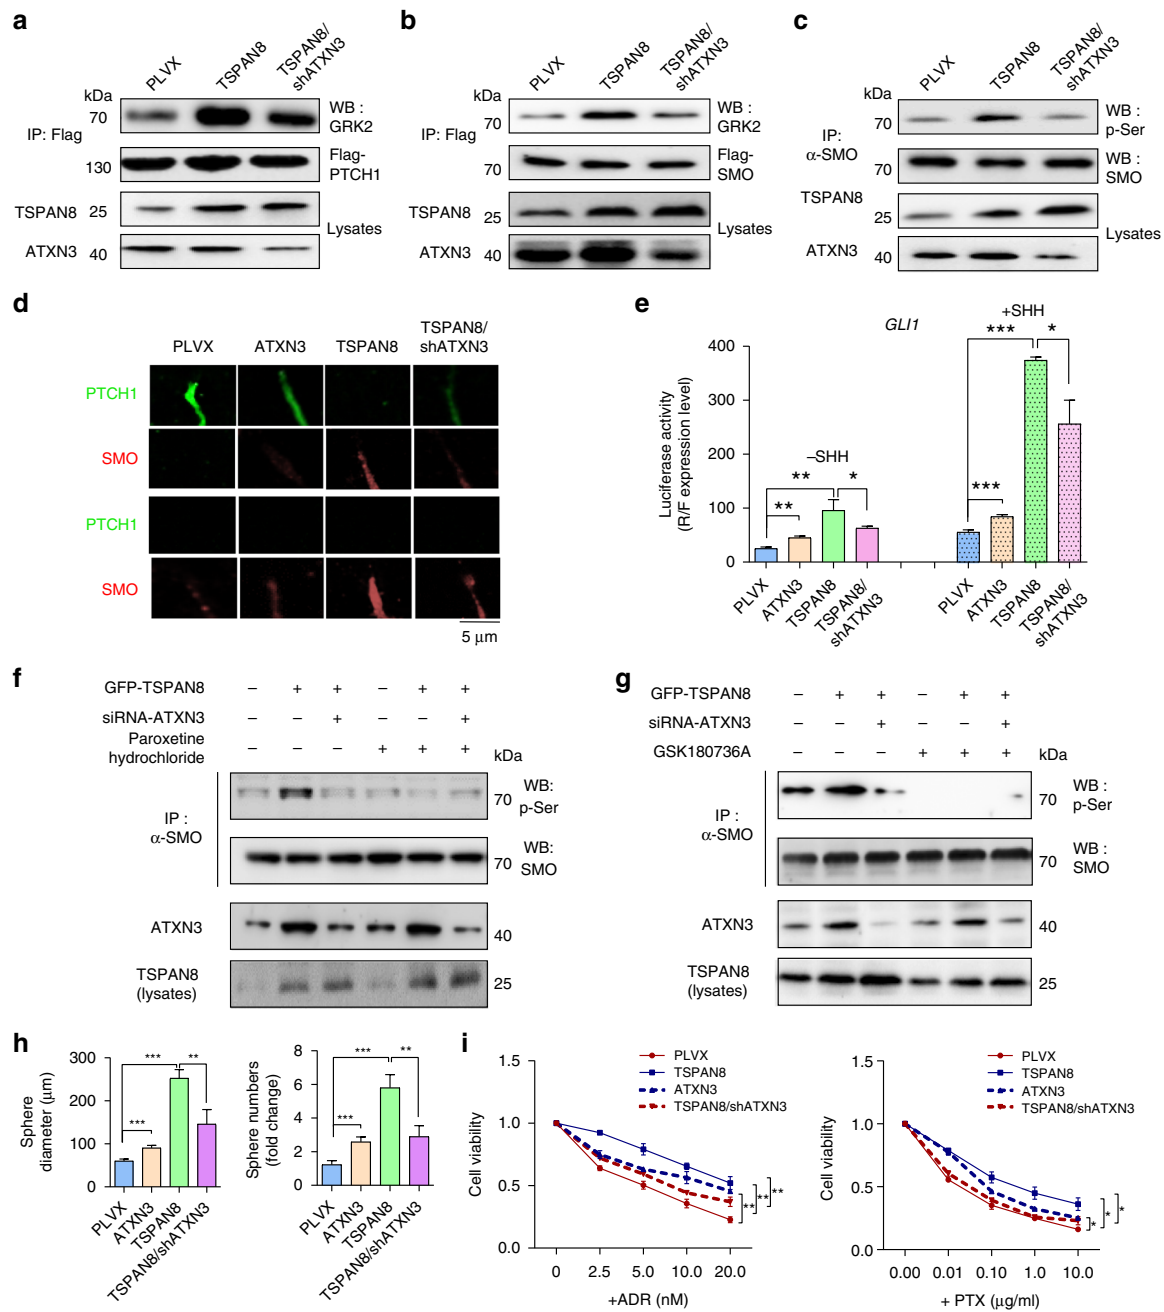 a
PLVX
TSPAN8
TSPAN8/
shATXN3
kDa
IP: Flag
70
WB :
GRK2
130
Flag-
PTCH1
TSPAN8
25
Lysates
ATXN3
40
b
PLVX
TSPAN8
TSPAN8/
shATXN3
kDa
IP: Flag
70
WB :
GRK2
70
Flag-
SMO
TSPAN8
25
Lysates
ATXN3
40
c
PLVX
TSPAN8
TSPAN8/
shATXN3
kDa
IP:
α-SMO
70
WB :
p-Ser
70
WB :
SMO
TSPAN8
25
Lysates
ATXN3
40
d
PLVX
ATXN3
TSPAN8
TSPAN8/
shATXN3
PTCH1
SMO
PTCH1
SMO
5 μm
e
GLI1
+SHH
–SHH
Luciferase activity
(R/F expression level)
400
300
200
100
0
**
**
*
***
***
*
PLVX
ATXN3
TSPAN8
TSPAN8/
shATXN3
PLVX
ATXN3
TSPAN8
TSPAN8/
shATXN3
f
GFP-TSPAN8 – + + – + +
siRNA-ATXN3 – – + – – +
Paroxetine
hydrochloride – – – + + +
kDa
IP :
α-SMO
70
WB :
p-Ser
70
WB:
SMO
ATXN3
40
TSPAN8
(lysates)
25
g
GFP-TSPAN8 – + + – + +
siRNA-ATXN3 – – + – – +
GSK180736A – – – + + +
kDa
IP :
α-SMO
70
WB :
p-Ser
70
WB :
SMO
ATXN3
40
TSPAN8
(lysates)
25
h
Sphere
diameter (μm)
300
200
100
0
***
***
**
PLVX
ATXN3
TSPAN8
TSPAN8/shATXN3
Sphere numbers
(fold change)
8
6
4
2
0
***
***
**
PLVX
ATXN3
TSPAN8
TSPAN8/shATXN3
i
Cell viability
1.5
1.0
0.5
0.0
PLVX
TSPAN8
ATXN3
TSPAN8/shATXN3
**
**
**
0 2.5 5.0 10.0 20.0
+ADR (nM)
Cell viability
1.5
1.0
0.5
0.0
PLVX
TSPAN8
ATXN3
TSPAN8/shATXN3
*
*
*
0.00 0.01 0.10 1.0 10.0
+ PTX (μg/ml)